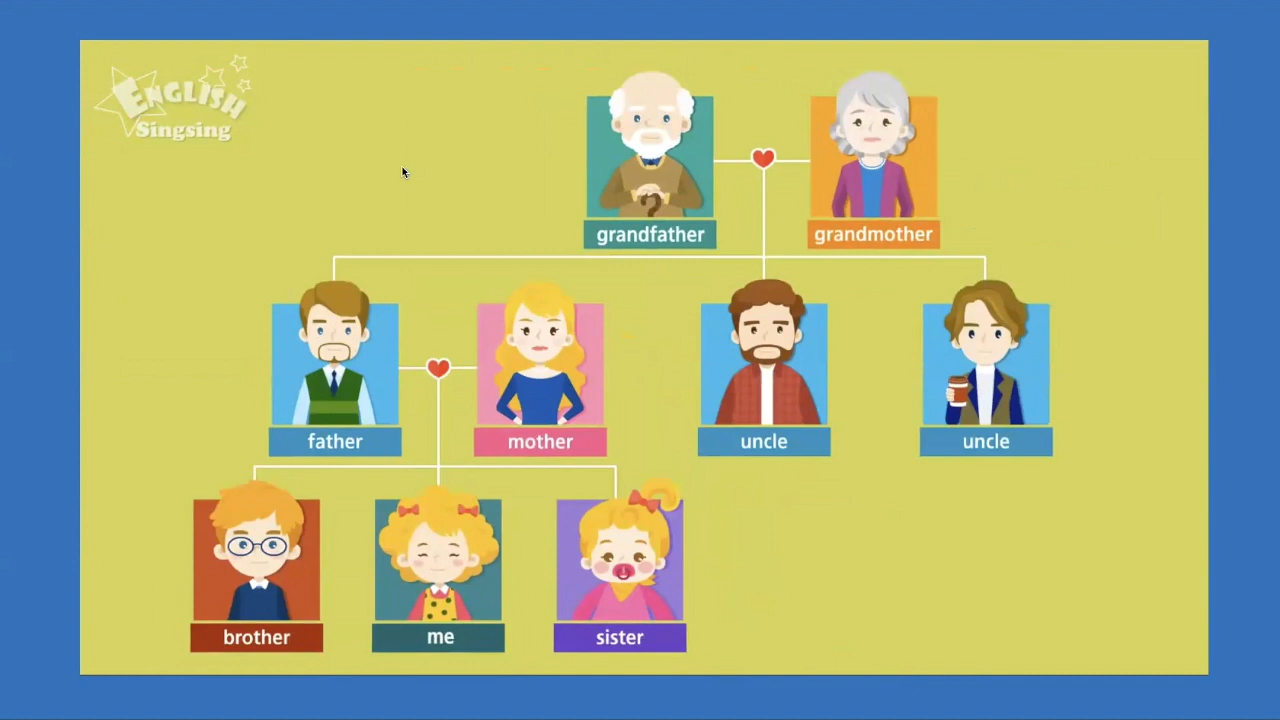 ENGLISH
Singsing
grandfather
grandmother
father
mother
uncle
uncle
brother
me
sister